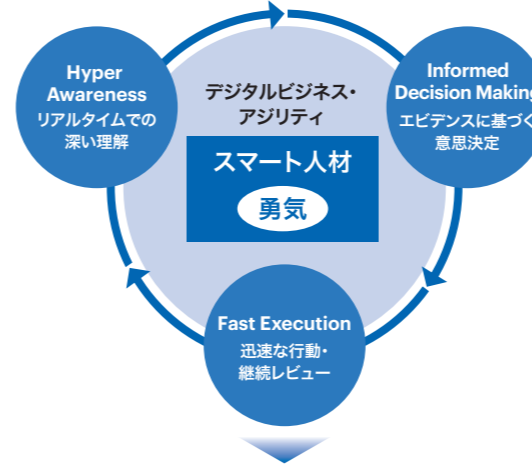 Hyper
Awareness
リアルタイムでの
深い理解
デジタルビジネス・
アジリティ
スマート人材
勇気
Informed
Decision Making
エビデンスに基づく
意思決定
Fast Execution
迅速な行動・
継続レビュー